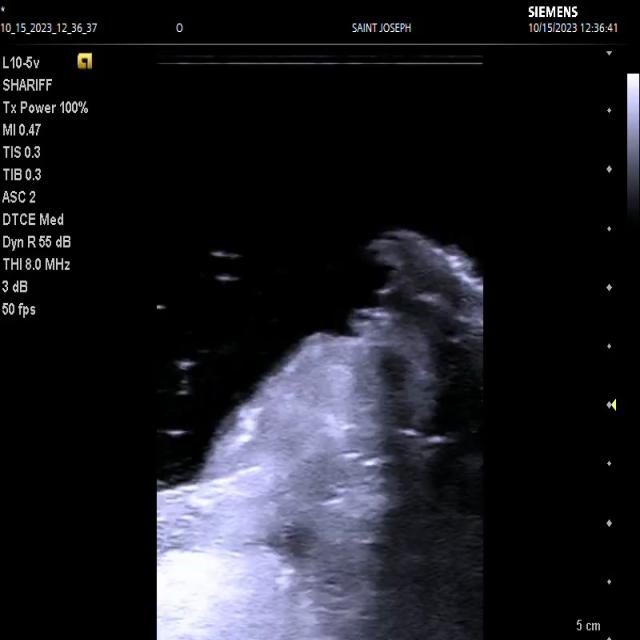 *
SIEMENS
10_15_2023_12_36_37 O SAINT JOSEPH 10/15/2023 12:36:41
L10-5v
SHARIFF
Tx Power 100%
MI 0.47
TIS 0.3
TIB 0.3
ASC 2
DTCE Med
Dyn R 55 dB
THI 8.0 MHz
3 dB
50 fps
5 cm